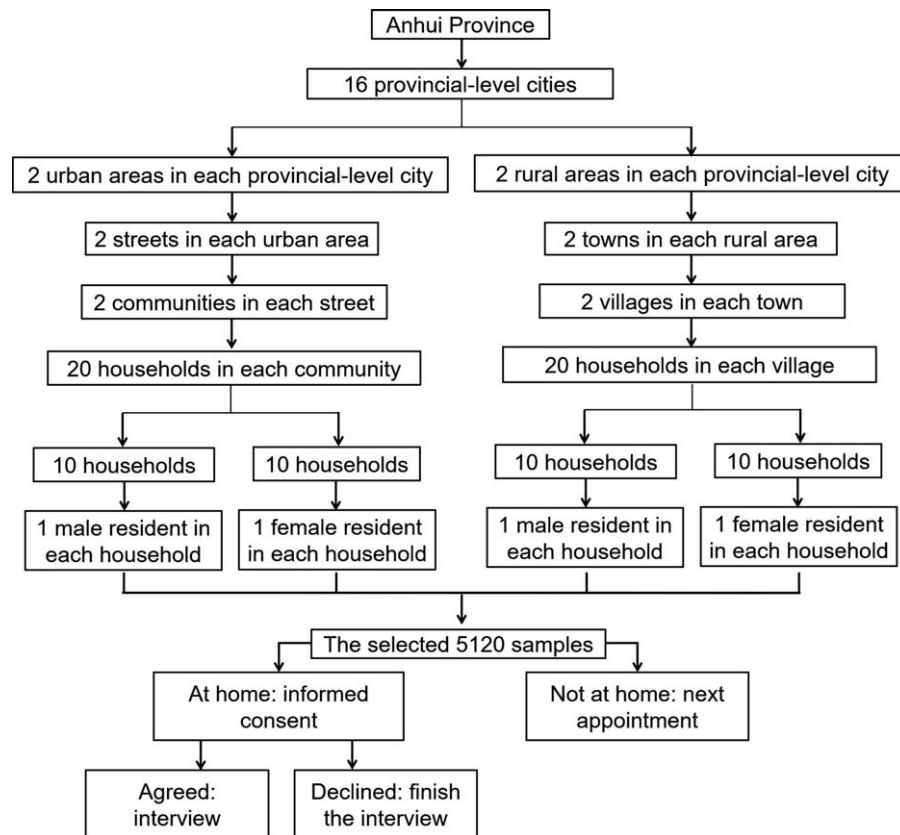 Anhui Province
16 provincial-level cities
2 urban areas in each provincial-level city
2 rural areas in each provincial-level city
2 streets in each urban area
2 towns in each rural area
2 communities in each street
2 villages in each town
20 households in each community
20 households in each village
10 households
10 households
10 households
10 households
1 male resident in
each household
1 female resident
in each household
1 male resident in
each household
1 female resident
in each household
The selected 5120 samples
At home: informed
consent
Not at home: next
appointment
Agreed:
interview
Declined: finish
the interview